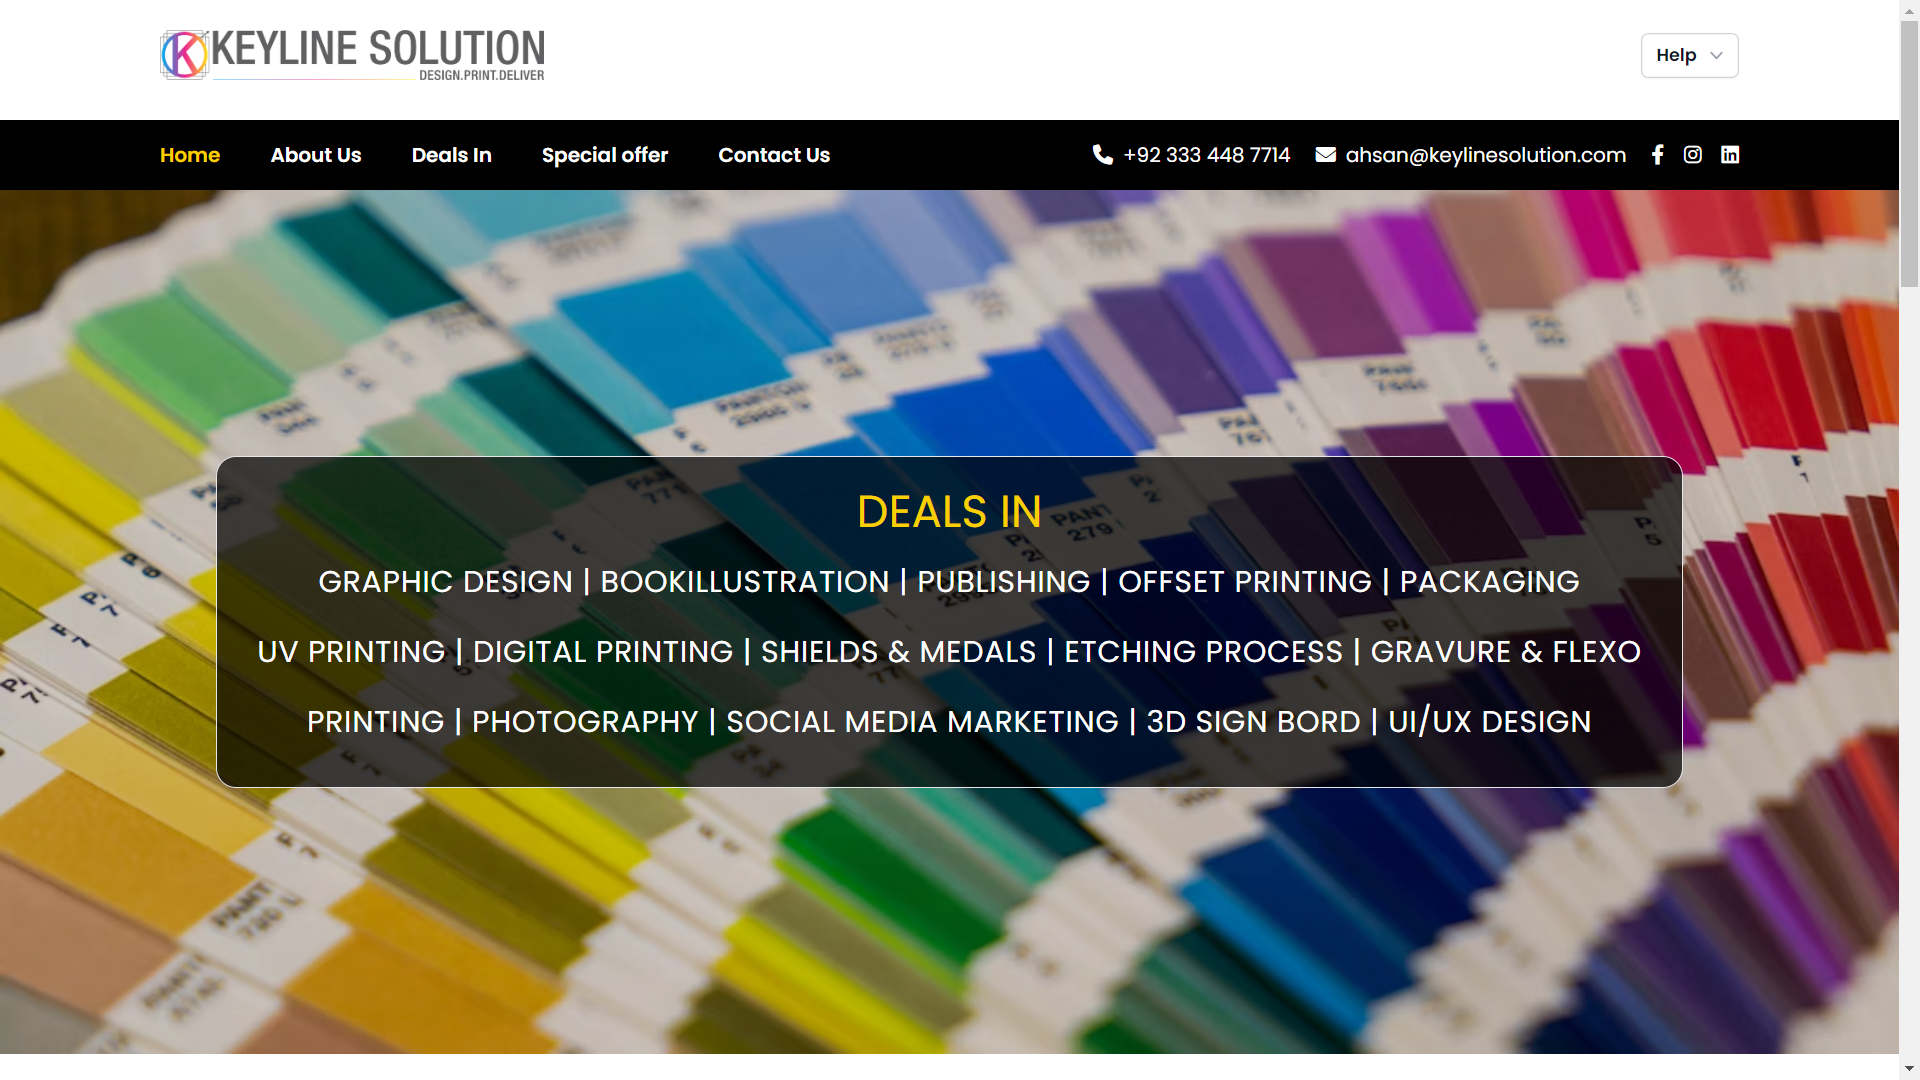 KEYLINE SOLUTION
DESIGN.PRINT.DELIVER
Help
Home About Us Deals In Special offer Contact Us +92 333 448 7714 ahsan@keylinesolution.com
DEALS IN
GRAPHIC DESIGN | BOOKILLUSTRATION | PUBLISHING | OFFSET PRINTING | PACKAGING
UV PRINTING | DIGITAL PRINTING | SHIELDS & MEDALS | ETCHING PROCESS | GRAVURE & FLEXO
PRINTING | PHOTOGRAPHY | SOCIAL MEDIA MARKETING | 3D SIGN BORD | UI/UX DESIGN